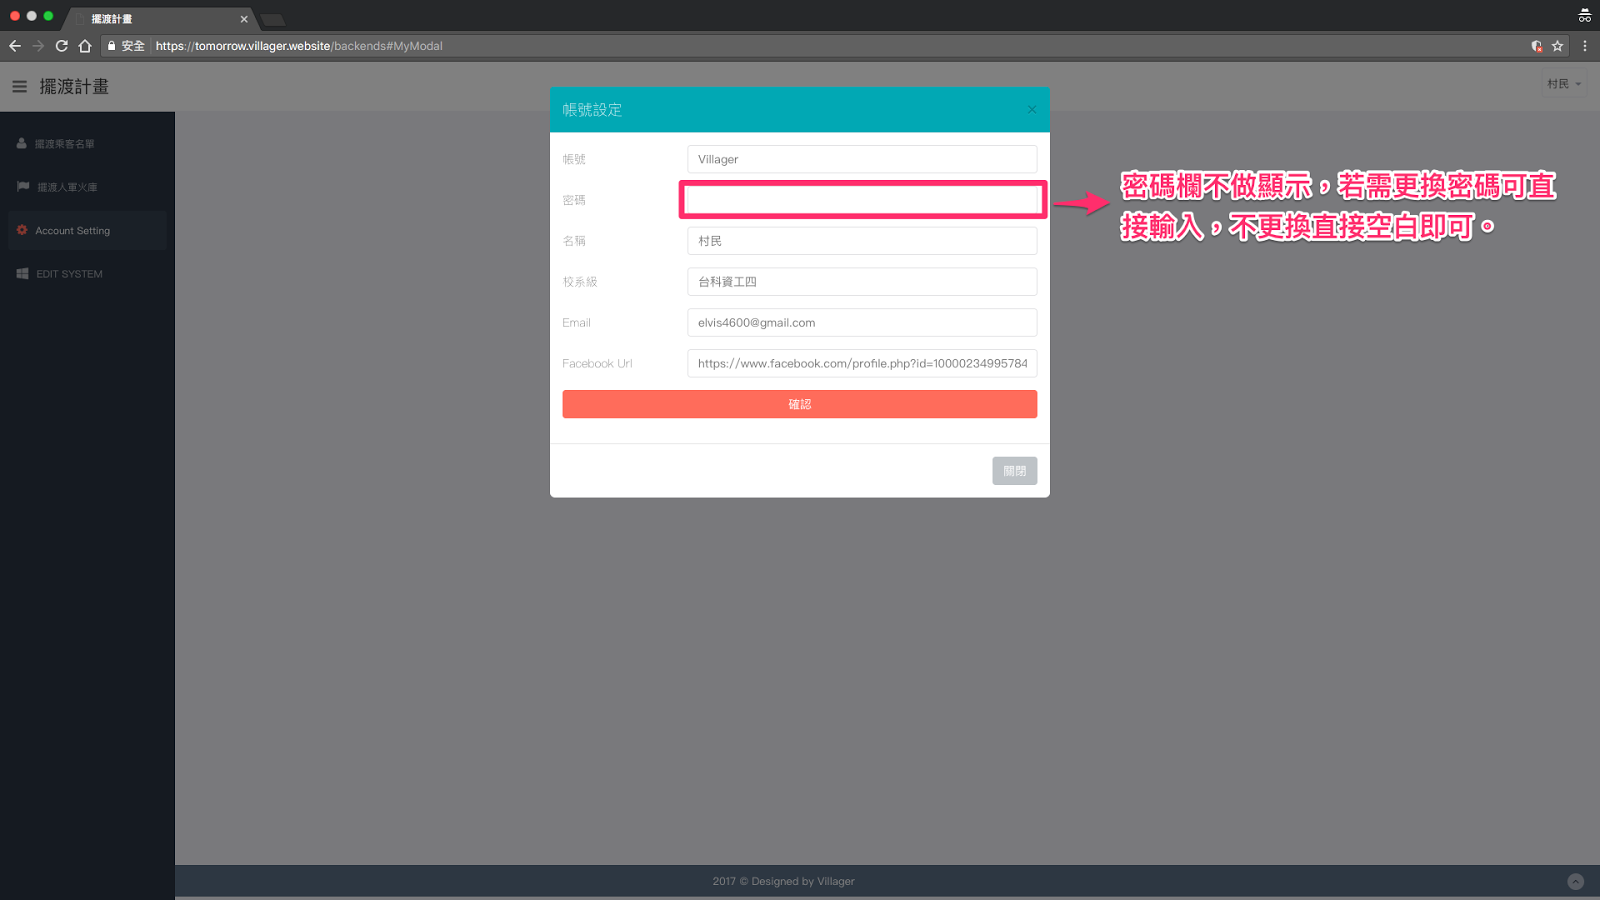 擺渡計畫
安全 https://tomorrow.villager.website/backends#MyModal
擺渡計畫
村民
擺渡乘客名單
擺渡人軍火庫
Account Setting
EDIT SYSTEM
帳號設定
帳號 Villager
密碼
名稱 村民
校系級 台科資工四
Email elvis4600@gmail.com
Facebook Url https://www.facebook.com/profile.php?id=10000234995784
確認
關閉
密碼欄不做顯示，若需更換密碼可直
接輸入，不更換直接空白即可。
2017 © Designed by Villager